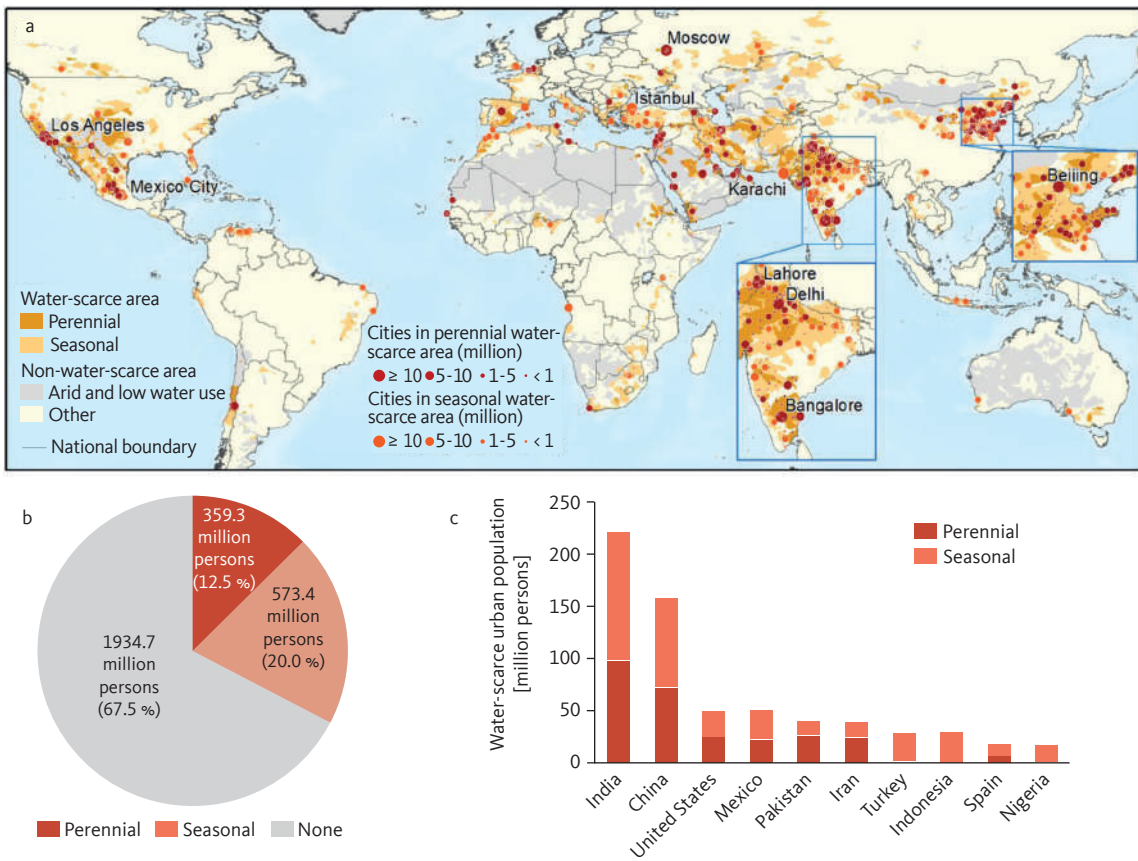 a
Moscow
Istanbul
Los Angeles
Mexico City
Karachi
Beijing
Lahore
Delhi
Bangalore
Water-scarce area
Perennial
Seasonal
Non-water-scarce area
Arid and low water use
Other
National boundary
Cities in perennial water-
scarce area (million)
≥ 10 5-10 1-5 < 1
Cities in seasonal water-
scarce area (million)
≥ 10 5-10 1-5 < 1
b
359.3
million
persons
(12.5 %)
573.4
million
persons
(20.0 %)
1934.7
million
persons
(67.5 %)
Perennial Seasonal None
c
Water-scarce urban population
[million persons]
250
200
150
100
50
0
Perennial
Seasonal
India
China
United States
Mexico
Pakistan
Iran
Turkey
Indonesia
Spain
Nigeria